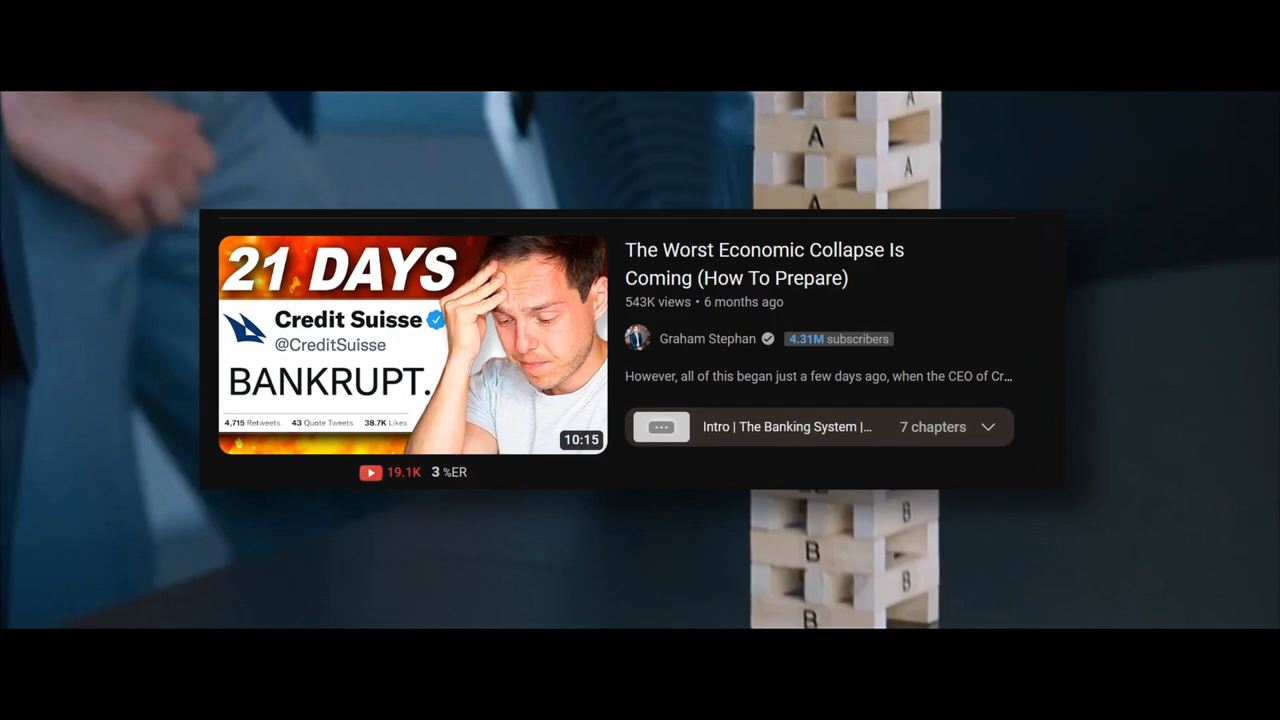 A
A
A
21 DAYS
Credit Suisse
@CreditSuisse
BANKRUPT.
4,715 Retweets 43 Quote Tweets 38.7K Likes
10:15
19.1K 3 %ER
The Worst Economic Collapse Is
Coming (How To Prepare)
543K views • 6 months ago
Graham Stephan 4.31M subscribers
However, all of this began just a few days ago, when the CEO of Cr...
Intro | The Banking System |... 7 chapters
B
B
B
B